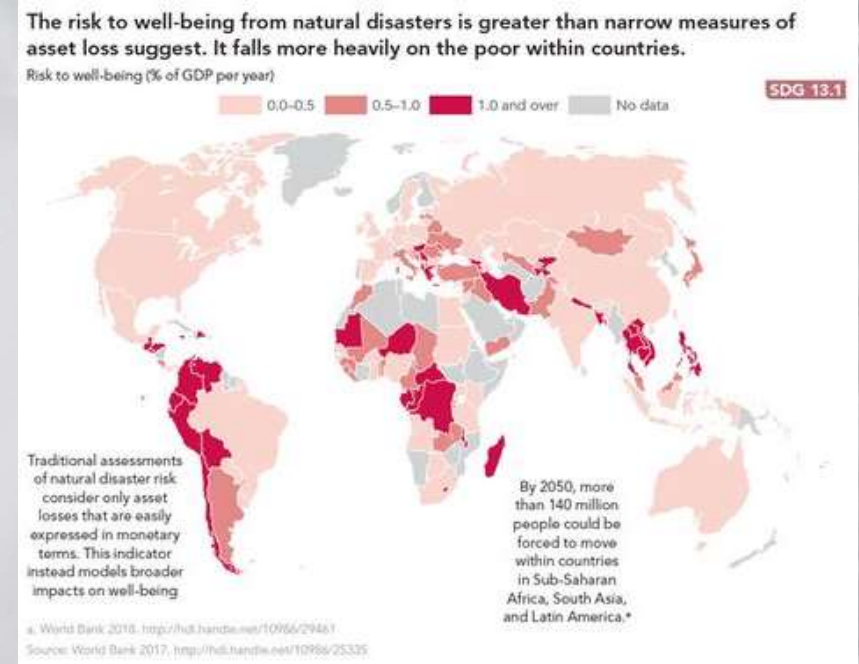 The risk to well-being from natural disasters is greater than narrow measures of
asset loss suggest. It falls more heavily on the poor within countries.
Risk to well-being (% of GDP per year)
SDG 13.1
0.0–0.5 0.5–1.0 1.0 and over No data
Traditional assessments
of natural disaster risk
consider only asset
losses that are easily
expressed in monetary
terms. This indicator
instead models broader
impacts on well-being
By 2050, more
than 140 million
people could be
forced to move
within countries
in Sub-Saharan
Africa, South Asia,
and Latin America.ᵃ
a. World Bank 2018. http://hdl.handle.net/10986/29461
Source: World Bank 2017. http://hdl.handle.net/10986/25335